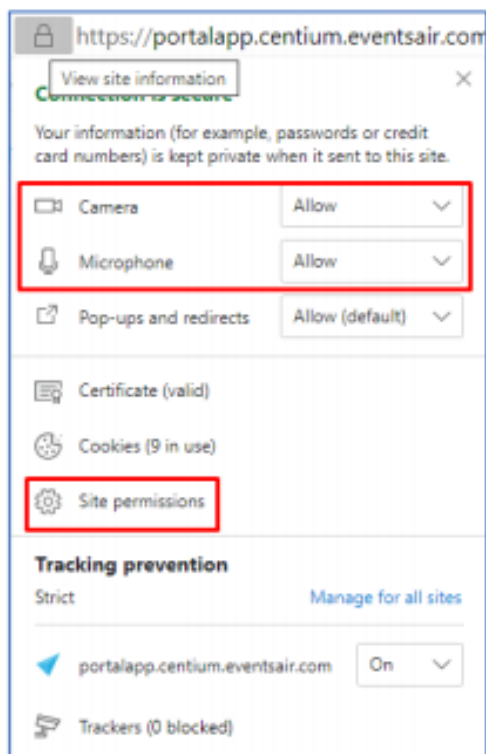 https://portalapp.centium.eventsair.com
View site information
Connection is secure
Your information (for example, passwords or credit
card numbers) is kept private when it sent to this site.
Camera Allow
Microphone Allow
Pop-ups and redirects Allow (default)
Certificate (valid)
Cookies (9 in use)
Site permissions
Tracking prevention
Strict Manage for all sites
portalapp.centium.eventsair.com On
Trackers (0 blocked)